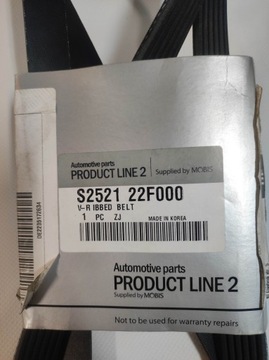 Automotive parts
PRODUCT LINE 2 Supplied by MOBIS
S2521 22F000
V-RIBBED BELT
1 PC ZJ MADE IN KOREA
Automotive parts
PRODUCT LINE 2
Supplied by MOBIS
Not to be used for warranty repairs